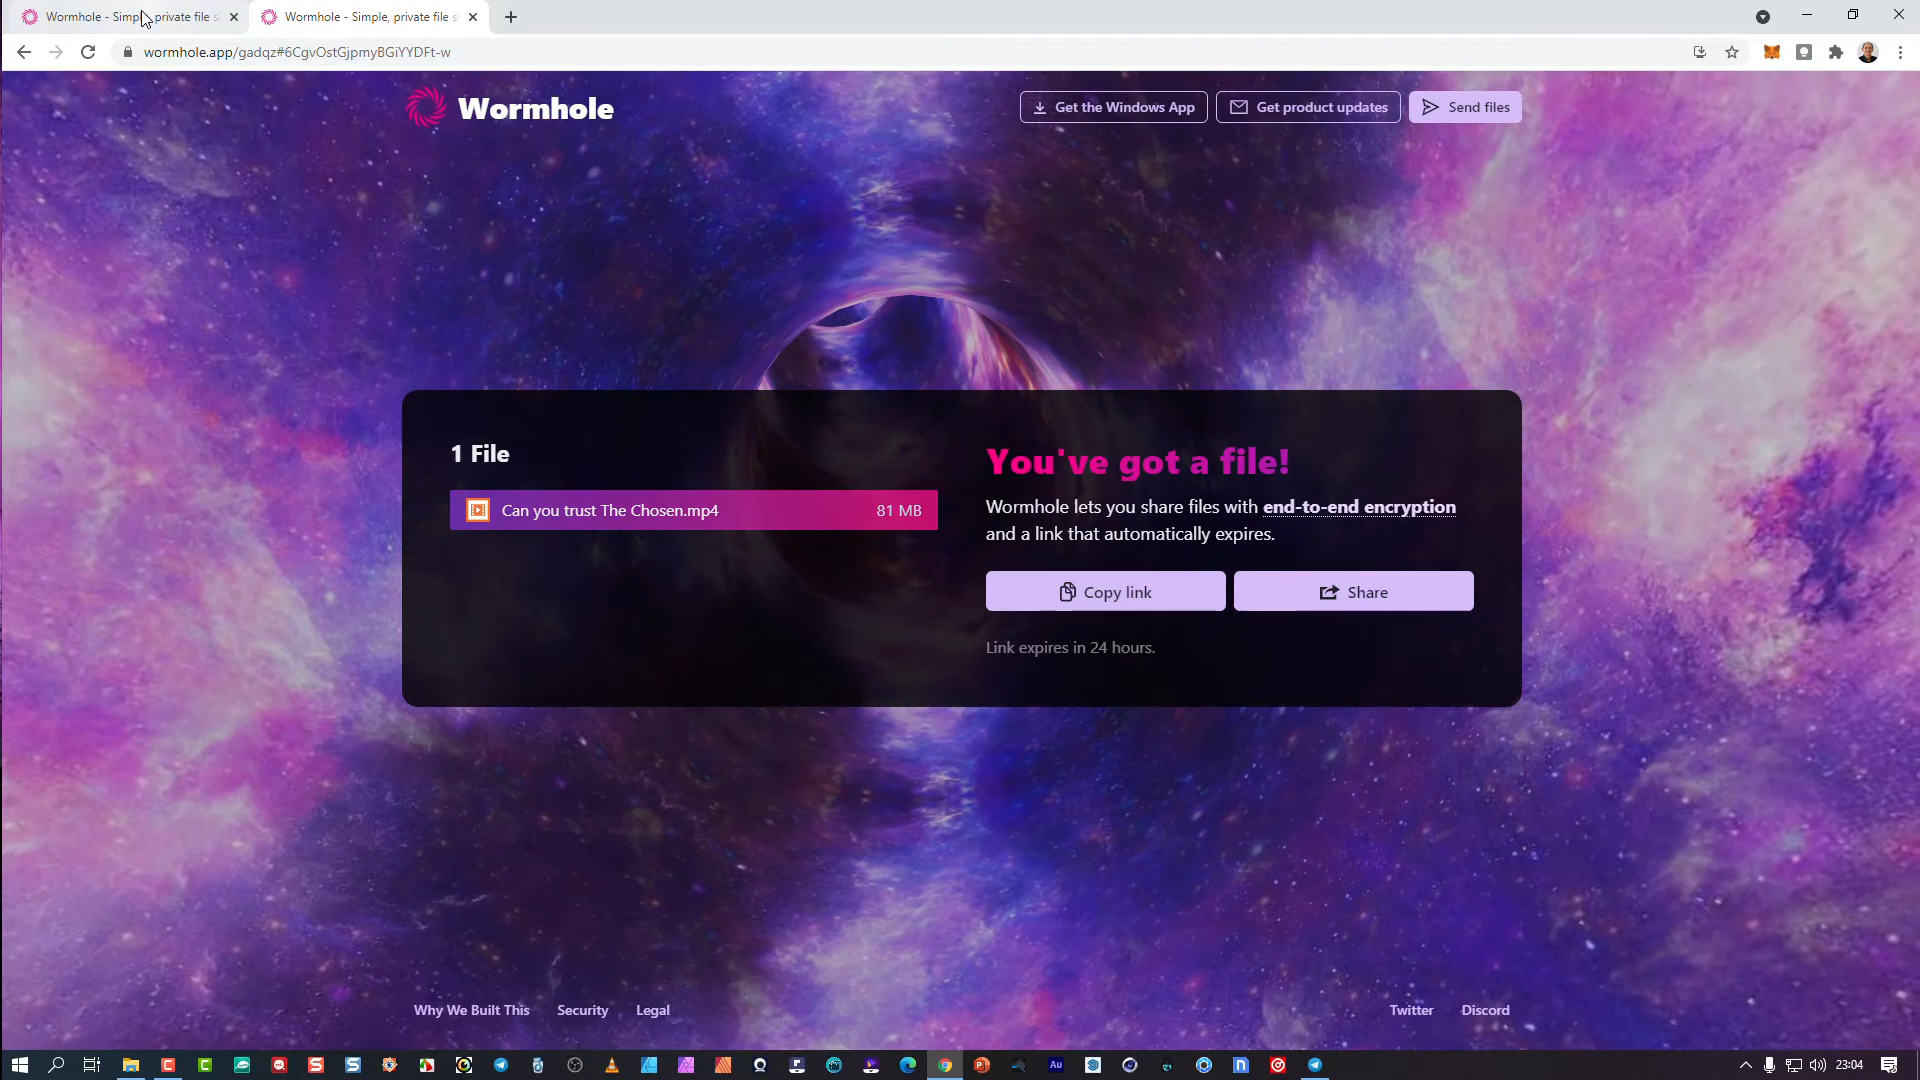 Wormhole - Simple, private file s
Wormhole - Simple, private file s
wormhole.app/gadqz#6CgvOstGjpmyBGiYYDFt-w
Wormhole
Get the Windows App
Get product updates
Send files
1 File
Can you trust The Chosen.mp4
81 MB
You've got a file!
Wormhole lets you share files with end-to-end encryption
and a link that automatically expires.
Copy link
Share
Link expires in 24 hours.
Why We Built This
Security
Legal
Twitter
Discord
Au
23:04